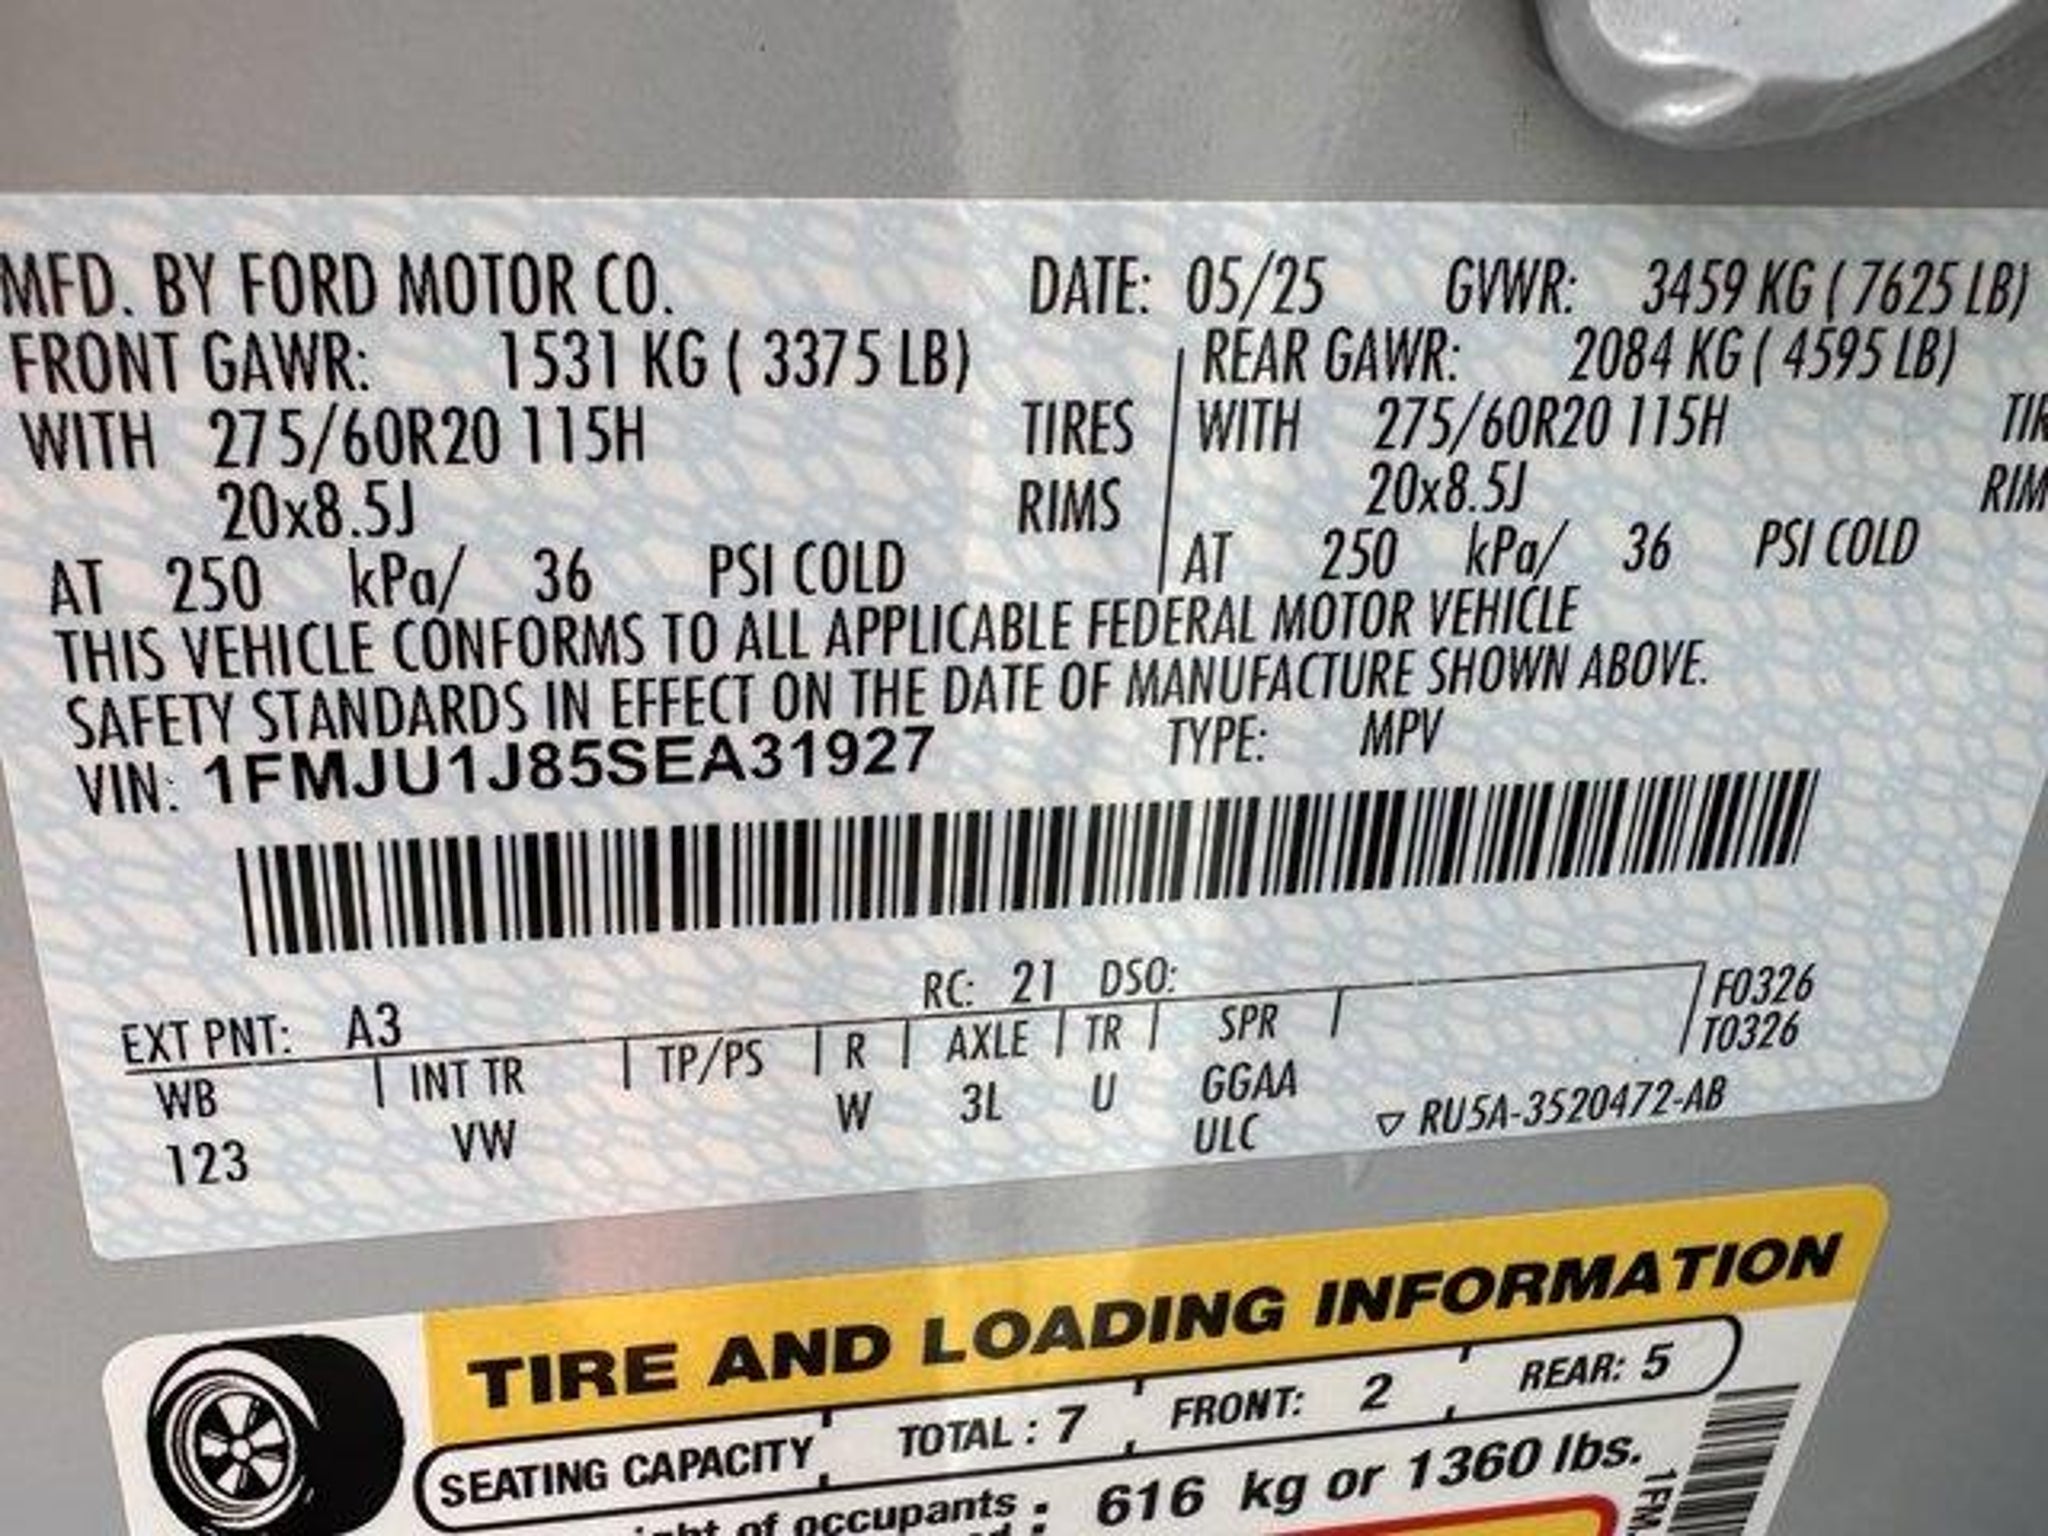 MFD. BY FORD MOTOR CO. DATE: 05/25 GVWR: 3459 KG ( 7625 LB)
FRONT GAWR: 1531 KG ( 3375 LB) REAR GAWR: 2084 KG ( 4595 LB)
WITH 275/60R20 115H TIRES WITH 275/60R20 115H TIR
20x8.5J RIMS 20x8.5J RIM
AT 250 kPa/ 36 PSI COLD AT 250 kPa/ 36 PSI COLD
THIS VEHICLE CONFORMS TO ALL APPLICABLE FEDERAL MOTOR VEHICLE
SAFETY STANDARDS IN EFFECT ON THE DATE OF MANUFACTURE SHOWN ABOVE.
VIN: 1FMJU1J85SEA31927 TYPE: MPV
EXT PNT: A3 RC: 21 DSO: F0326
WB INT TR TP/PS R AXLE TR SPR T0326
123 VW W 3L U GGAA
ULC ▽ RU5A-3520472-AB
TIRE AND LOADING INFORMATION
SEATING CAPACITY TOTAL : 7 FRONT: 2 REAR: 5
of occupants : 616 kg or 1360 lbs.
1FM